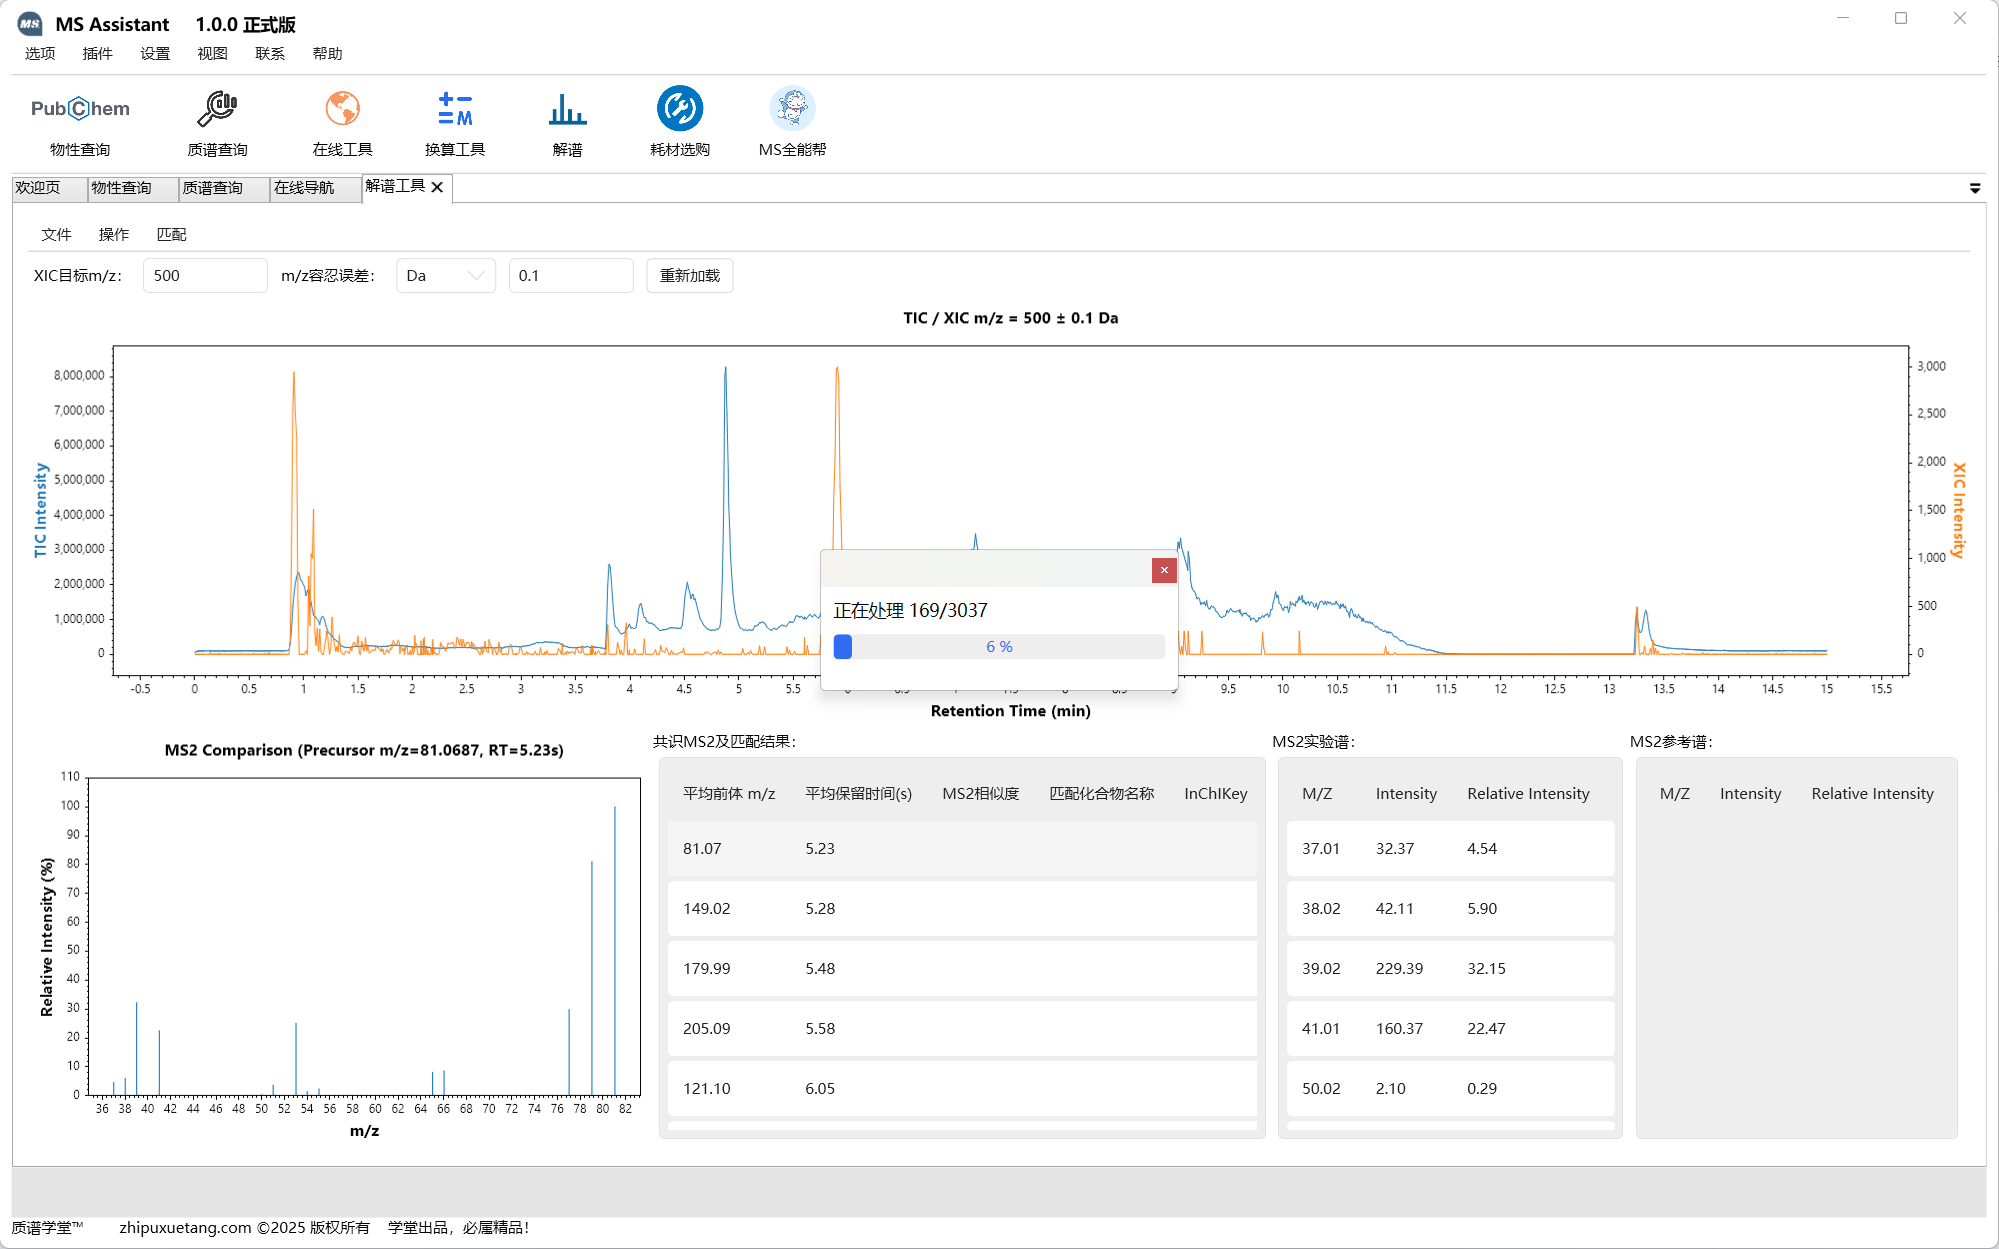 MS Assistant 1.0.0 正式版
选项 插件 设置 视图 联系 帮助
PubChem
物性查询 质谱查询 在线工具 换算工具 解谱 耗材选购 MS全能帮
欢迎页 物性查询 质谱查询 在线导航 解谱工具
文件 操作 匹配
XIC目标m/z: 500 m/z容忍误差: Da 0.1 重新加载
TIC / XIC m/z = 500 ± 0.1 Da
8,000,000
7,000,000
6,000,000
5,000,000
4,000,000
3,000,000
2,000,000
1,000,000
0
TIC Intensity
3,000
2,500
2,000
1,500
1,000
500
0
XIC Intensity
-0.5 0 0.5 1 1.5 2 2.5 3 3.5 4 4.5 5 5.5 9.5 10 10.5 11 11.5 12 12.5 13 13.5 14 14.5 15 15.5
Retention Time (min)
正在处理 169/3037
6 %
MS2 Comparison (Precursor m/z=81.0687, RT=5.23s)
110
100
90
80
70
60
50
40
30
20
10
0
Relative Intensity (%)
36 38 40 42 44 46 48 50 52 54 56 58 60 62 64 66 68 70 72 74 76 78 80 82
m/z
共识MS2及匹配结果:
平均前体 m/z 平均保留时间(s) MS2相似度 匹配化合物名称 InChIKey
81.07 5.23
149.02 5.28
179.99 5.48
205.09 5.58
121.10 6.05
MS2实验谱:
M/Z Intensity Relative Intensity
37.01 32.37 4.54
38.02 42.11 5.90
39.02 229.39 32.15
41.01 160.37 22.47
50.02 2.10 0.29
MS2参考谱:
M/Z Intensity Relative Intensity
质谱学堂™ zhipuxuetang.com ©2025 版权所有 学堂出品，必属精品！